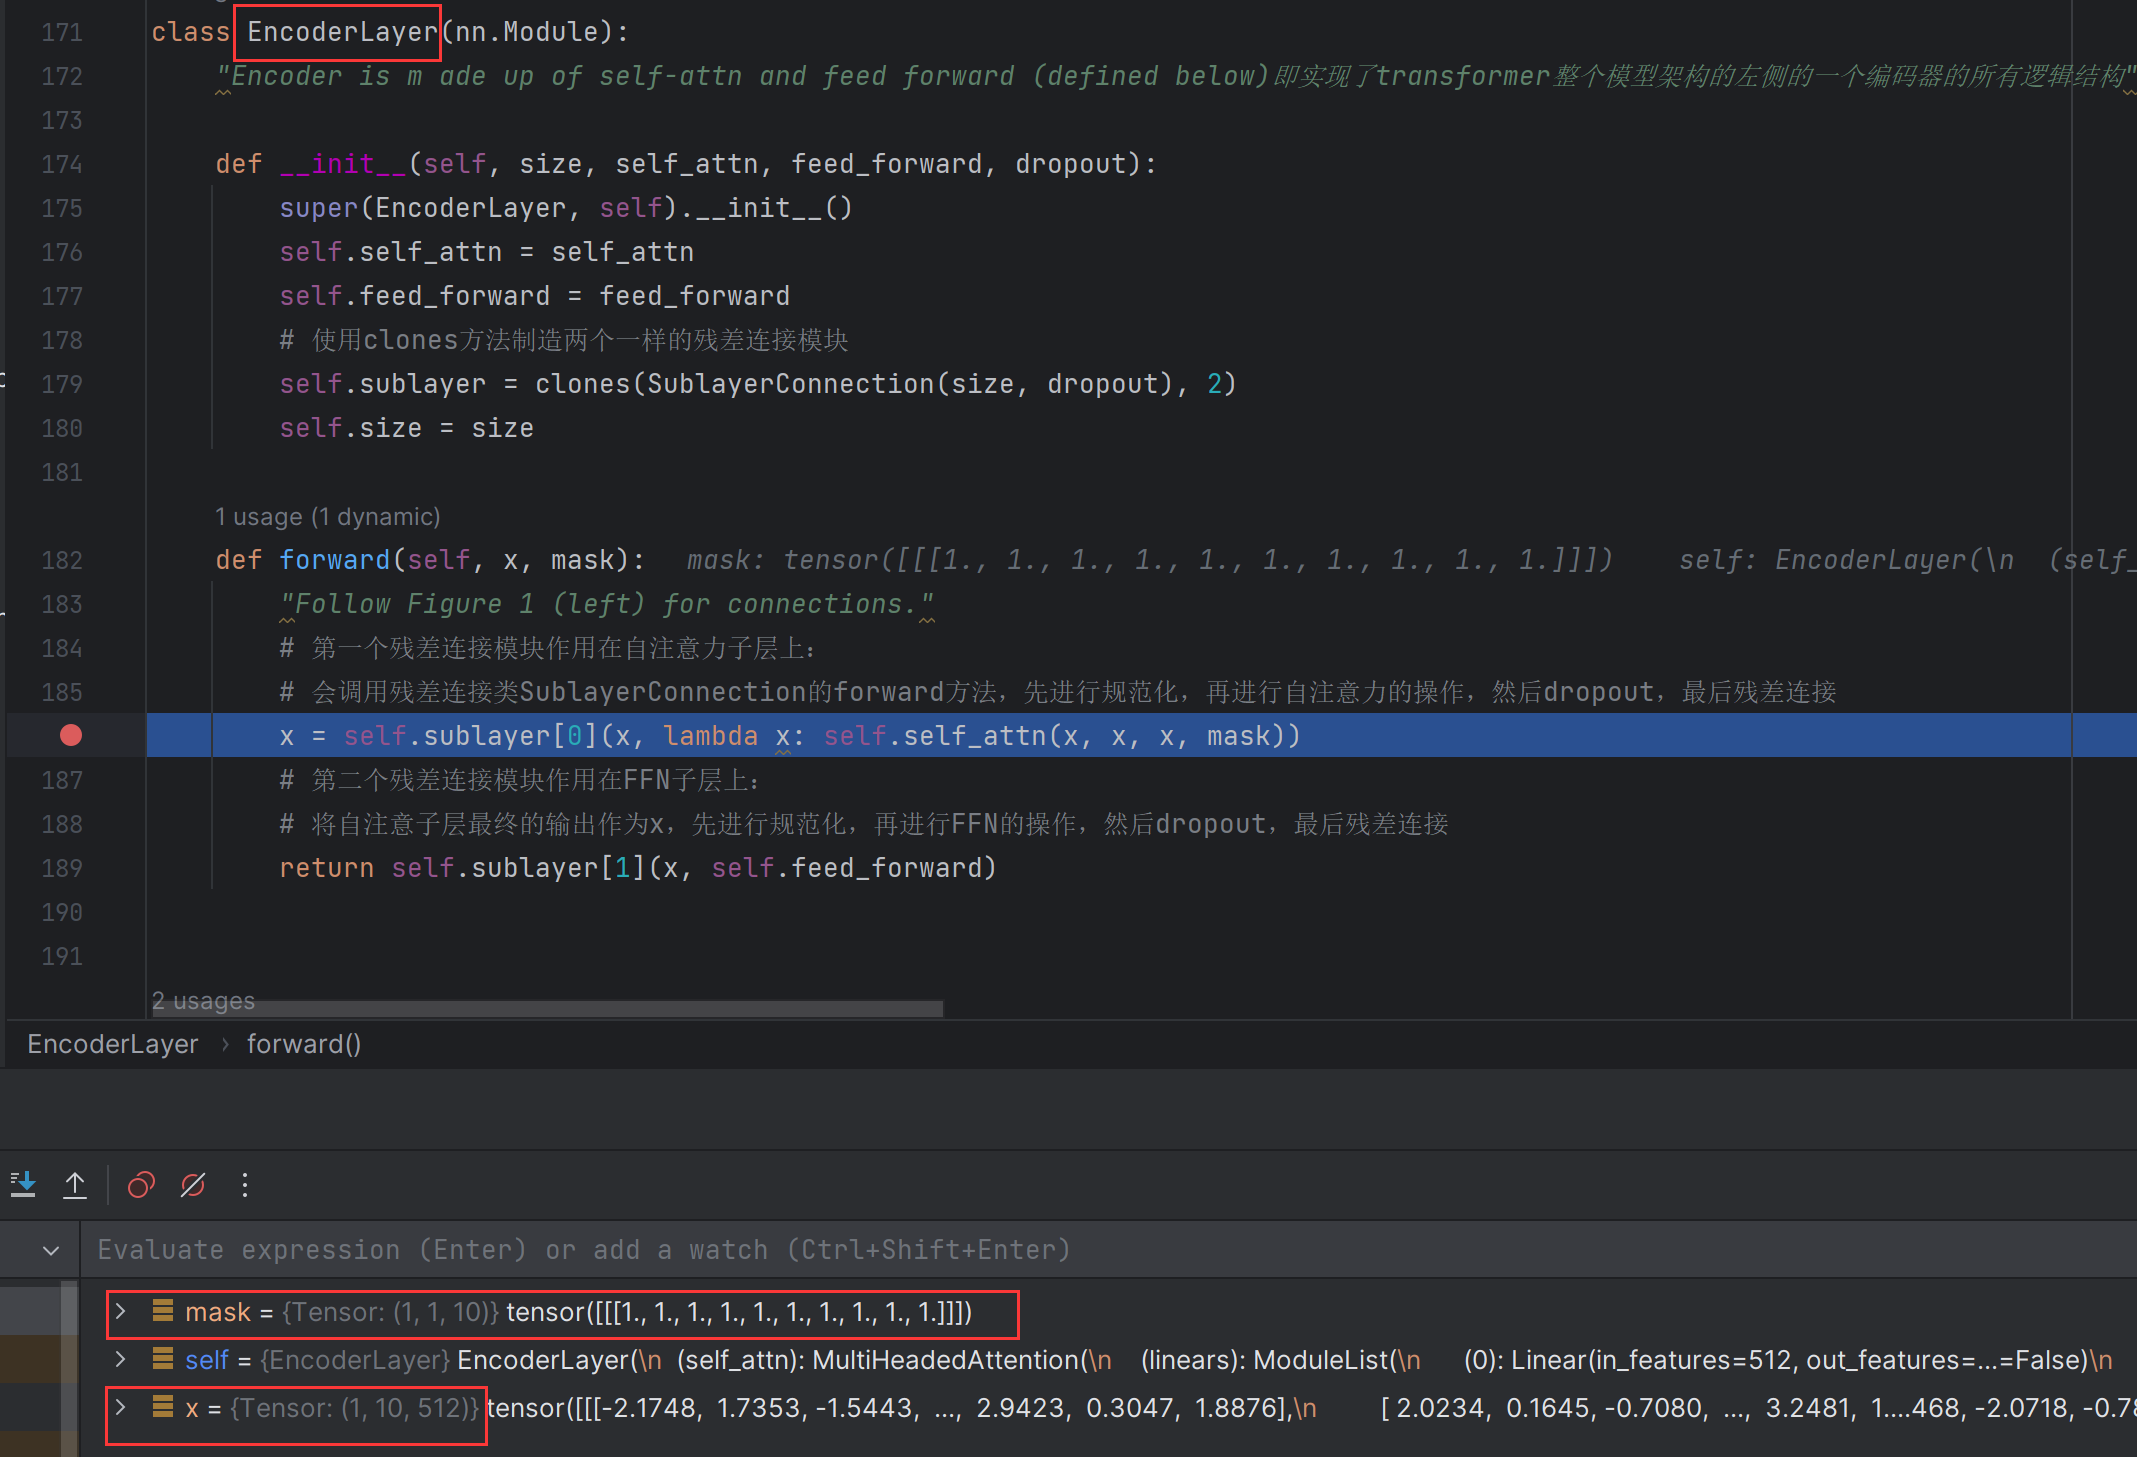 171 class EncoderLayer(nn.Module):
172 "Encoder is m ade up of self-attn and feed forward (defined below)即实现了transformer整个模型架构的左侧的一个编码器的所有逻辑结构"
173
174 def __init__(self, size, self_attn, feed_forward, dropout):
175 super(EncoderLayer, self).__init__()
176 self.self_attn = self_attn
177 self.feed_forward = feed_forward
178 # 使用clones方法制造两个一样的残差连接模块
179 self.sublayer = clones(SublayerConnection(size, dropout), 2)
180 self.size = size
181
1 usage (1 dynamic)
182 def forward(self, x, mask): mask: tensor([[[1., 1., 1., 1., 1., 1., 1., 1., 1., 1.]]]) self: EncoderLayer(\n (self_
183 "Follow Figure 1 (left) for connections."
184 # 第一个残差连接模块作用在自注意力子层上：
185 # 会调用残差连接类SublayerConnection的forward方法，先进行规范化，再进行自注意力的操作，然后dropout，最后残差连接
x = self.sublayer[0](x, lambda x: self.self_attn(x, x, x, mask))
187 # 第二个残差连接模块作用在FFN子层上：
188 # 将自注意子层最终的输出作为x，先进行规范化，再进行FFN的操作，然后dropout，最后残差连接
189 return self.sublayer[1](x, self.feed_forward)
190
191
2 usages
EncoderLayer › forward()
Evaluate expression (Enter) or add a watch (Ctrl+Shift+Enter)
mask = {Tensor: (1, 1, 10)} tensor([[[1., 1., 1., 1., 1., 1., 1., 1., 1., 1.]]])
self = {EncoderLayer} EncoderLayer(\n (self_attn): MultiHeadedAttention(\n (linears): ModuleList(\n (0): Linear(in_features=512, out_features=...=False)\n
x = {Tensor: (1, 10, 512)} tensor([[[-2.1748, 1.7353, -1.5443, ..., 2.9423, 0.3047, 1.8876],\n [ 2.0234, 0.1645, -0.7080, ..., 3.2481, 1....468, -2.0718, -0.78